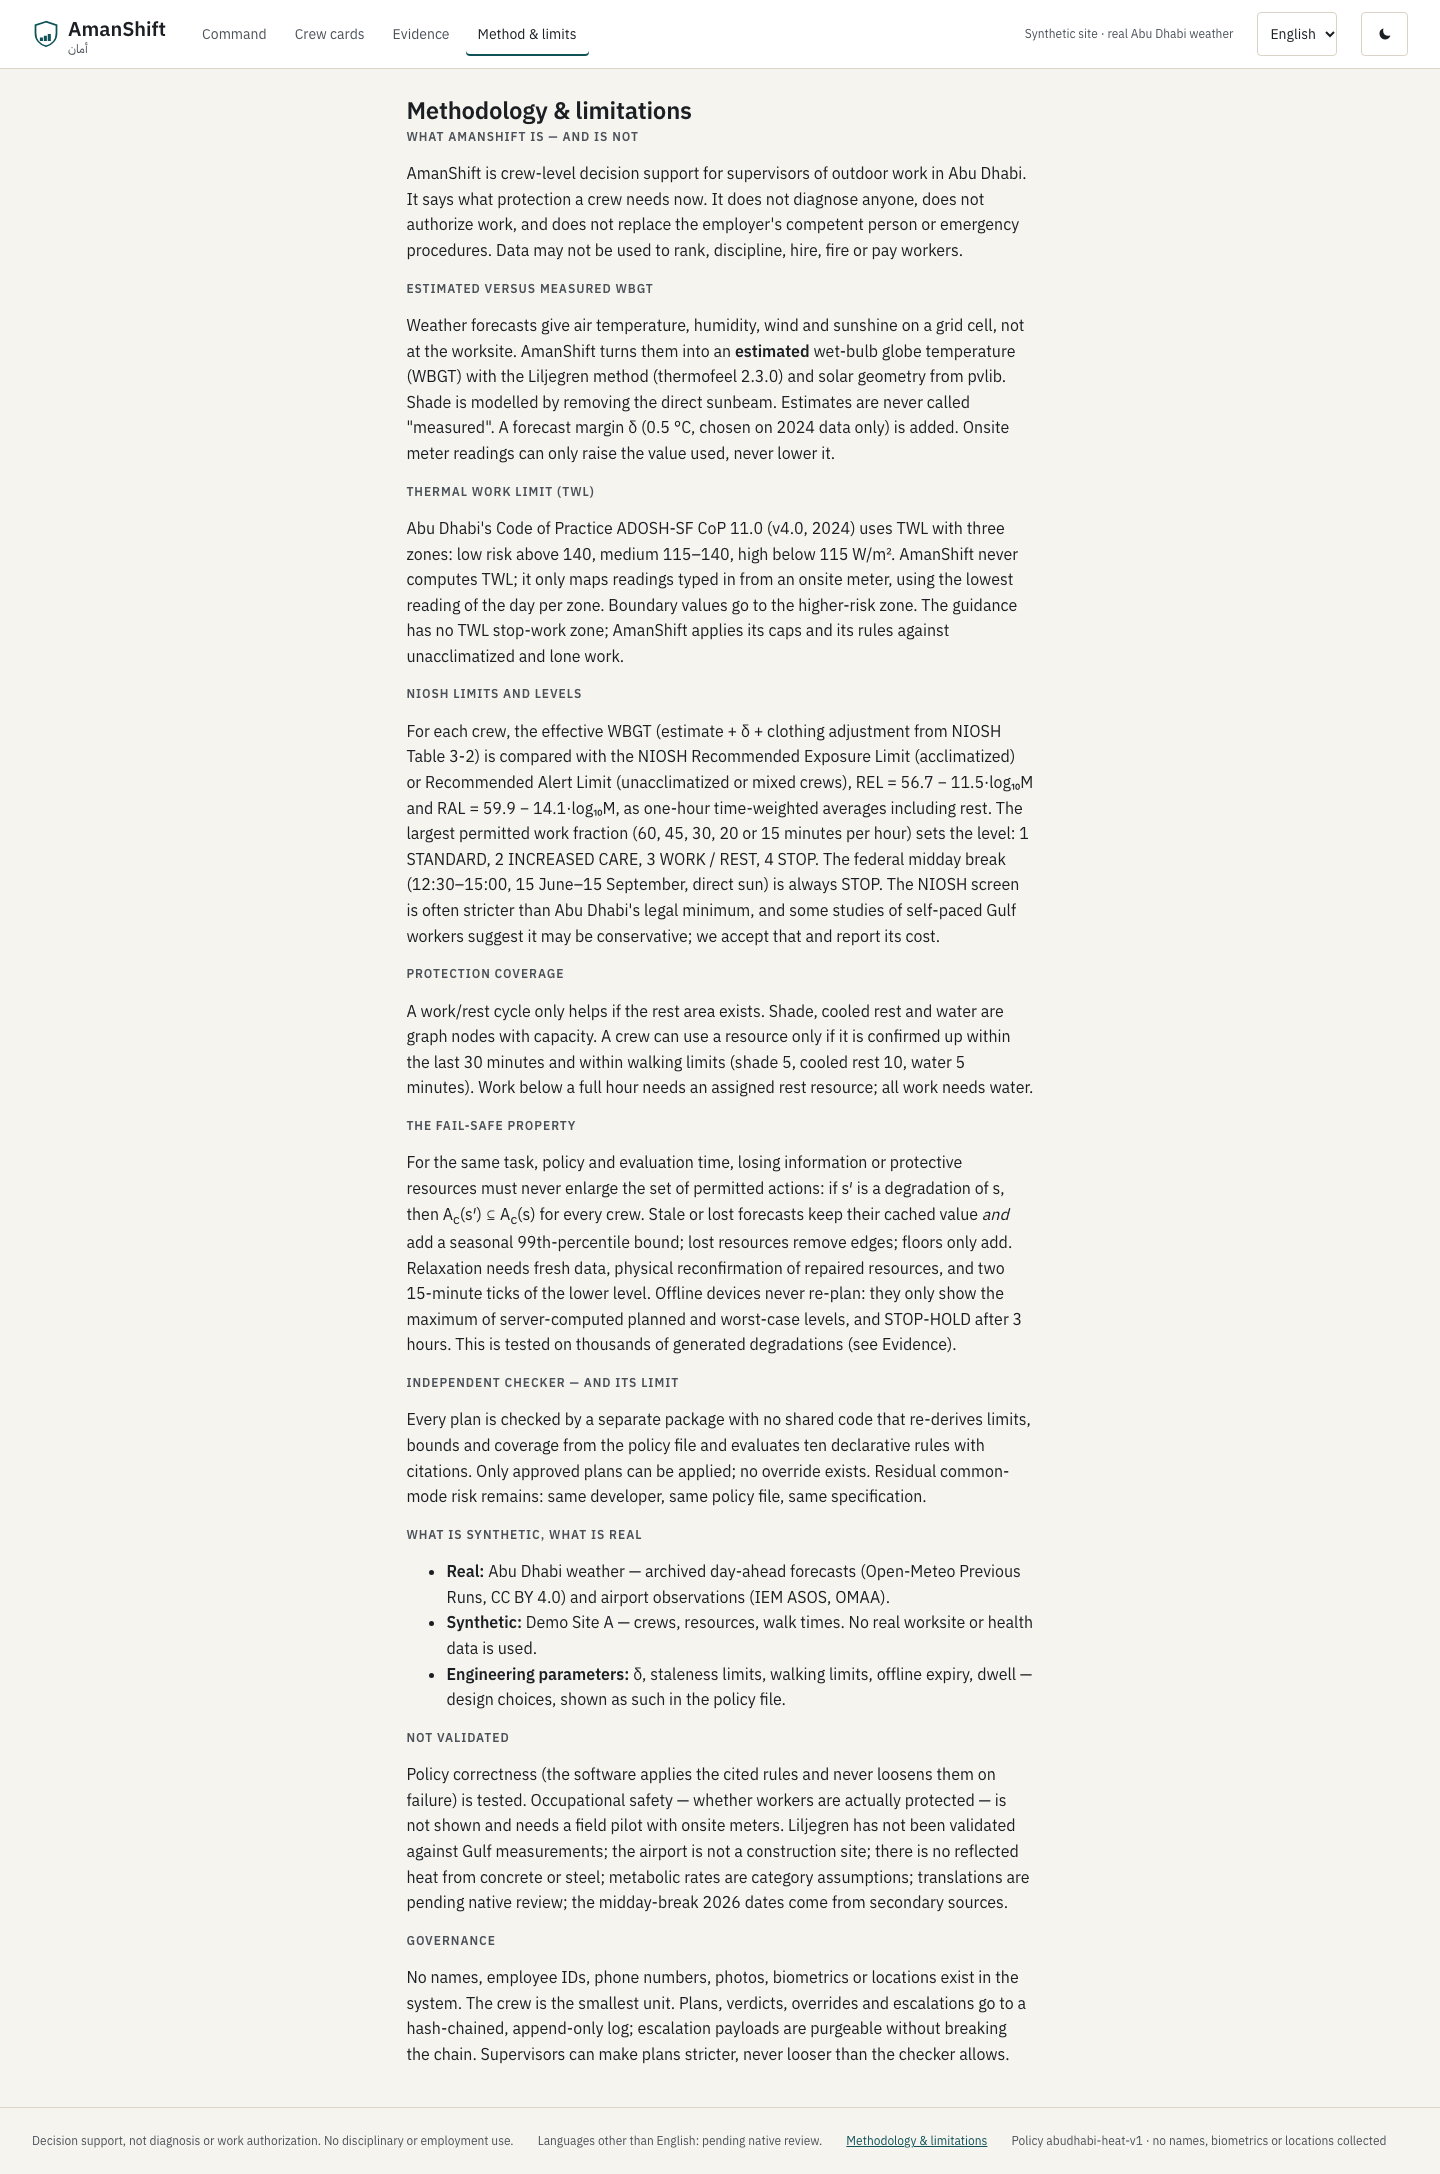 AmanShift
أمان
Command
Crew cards
Evidence
Method & limits
Synthetic site · real Abu Dhabi weather
English
Methodology & limitations
WHAT AMANSHIFT IS — AND IS NOT
AmanShift is crew-level decision support for supervisors of outdoor work in Abu Dhabi.
It says what protection a crew needs now. It does not diagnose anyone, does not
authorize work, and does not replace the employer's competent person or emergency
procedures. Data may not be used to rank, discipline, hire, fire or pay workers.
ESTIMATED VERSUS MEASURED WBGT
Weather forecasts give air temperature, humidity, wind and sunshine on a grid cell, not
at the worksite. AmanShift turns them into an estimated wet-bulb globe temperature
(WBGT) with the Liljegren method (thermofeel 2.3.0) and solar geometry from pvlib.
Shade is modelled by removing the direct sunbeam. Estimates are never called
"measured". A forecast margin δ (0.5 °C, chosen on 2024 data only) is added. Onsite
meter readings can only raise the value used, never lower it.
THERMAL WORK LIMIT (TWL)
Abu Dhabi's Code of Practice ADOSH-SF CoP 11.0 (v4.0, 2024) uses TWL with three
zones: low risk above 140, medium 115–140, high below 115 W/m². AmanShift never
computes TWL; it only maps readings typed in from an onsite meter, using the lowest
reading of the day per zone. Boundary values go to the higher-risk zone. The guidance
has no TWL stop-work zone; AmanShift applies its caps and its rules against
unacclimatized and lone work.
NIOSH LIMITS AND LEVELS
For each crew, the effective WBGT (estimate + δ + clothing adjustment from NIOSH
Table 3-2) is compared with the NIOSH Recommended Exposure Limit (acclimatized)
or Recommended Alert Limit (unacclimatized or mixed crews), REL = 56.7 − 11.5·log₁₀M
and RAL = 59.9 − 14.1·log₁₀M, as one-hour time-weighted averages including rest. The
largest permitted work fraction (60, 45, 30, 20 or 15 minutes per hour) sets the level: 1
STANDARD, 2 INCREASED CARE, 3 WORK / REST, 4 STOP. The federal midday break
(12:30–15:00, 15 June–15 September, direct sun) is always STOP. The NIOSH screen
is often stricter than Abu Dhabi's legal minimum, and some studies of self-paced Gulf
workers suggest it may be conservative; we accept that and report its cost.
PROTECTION COVERAGE
A work/rest cycle only helps if the rest area exists. Shade, cooled rest and water are
graph nodes with capacity. A crew can use a resource only if it is confirmed up within
the last 30 minutes and within walking limits (shade 5, cooled rest 10, water 5
minutes). Work below a full hour needs an assigned rest resource; all work needs water.
THE FAIL-SAFE PROPERTY
For the same task, policy and evaluation time, losing information or protective
resources must never enlarge the set of permitted actions: if s′ is a degradation of s,
then Ac(s′) ⊆ Ac(s) for every crew. Stale or lost forecasts keep their cached value and
add a seasonal 99th-percentile bound; lost resources remove edges; floors only add.
Relaxation needs fresh data, physical reconfirmation of repaired resources, and two
15-minute ticks of the lower level. Offline devices never re-plan: they only show the
maximum of server-computed planned and worst-case levels, and STOP-HOLD after 3
hours. This is tested on thousands of generated degradations (see Evidence).
INDEPENDENT CHECKER — AND ITS LIMIT
Every plan is checked by a separate package with no shared code that re-derives limits,
bounds and coverage from the policy file and evaluates ten declarative rules with
citations. Only approved plans can be applied; no override exists. Residual common-
mode risk remains: same developer, same policy file, same specification.
WHAT IS SYNTHETIC, WHAT IS REAL
• Real: Abu Dhabi weather — archived day-ahead forecasts (Open-Meteo Previous
Runs, CC BY 4.0) and airport observations (IEM ASOS, OMAA).
• Synthetic: Demo Site A — crews, resources, walk times. No real worksite or health
data is used.
• Engineering parameters: δ, staleness limits, walking limits, offline expiry, dwell —
design choices, shown as such in the policy file.
NOT VALIDATED
Policy correctness (the software applies the cited rules and never loosens them on
failure) is tested. Occupational safety — whether workers are actually protected — is
not shown and needs a field pilot with onsite meters. Liljegren has not been validated
against Gulf measurements; the airport is not a construction site; there is no reflected
heat from concrete or steel; metabolic rates are category assumptions; translations are
pending native review; the midday-break 2026 dates come from secondary sources.
GOVERNANCE
No names, employee IDs, phone numbers, photos, biometrics or locations exist in the
system. The crew is the smallest unit. Plans, verdicts, overrides and escalations go to a
hash-chained, append-only log; escalation payloads are purgeable without breaking
the chain. Supervisors can make plans stricter, never looser than the checker allows.
Decision support, not diagnosis or work authorization. No disciplinary or employment use.
Languages other than English: pending native review.
Methodology & limitations
Policy abudhabi-heat-v1 · no names, biometrics or locations collected